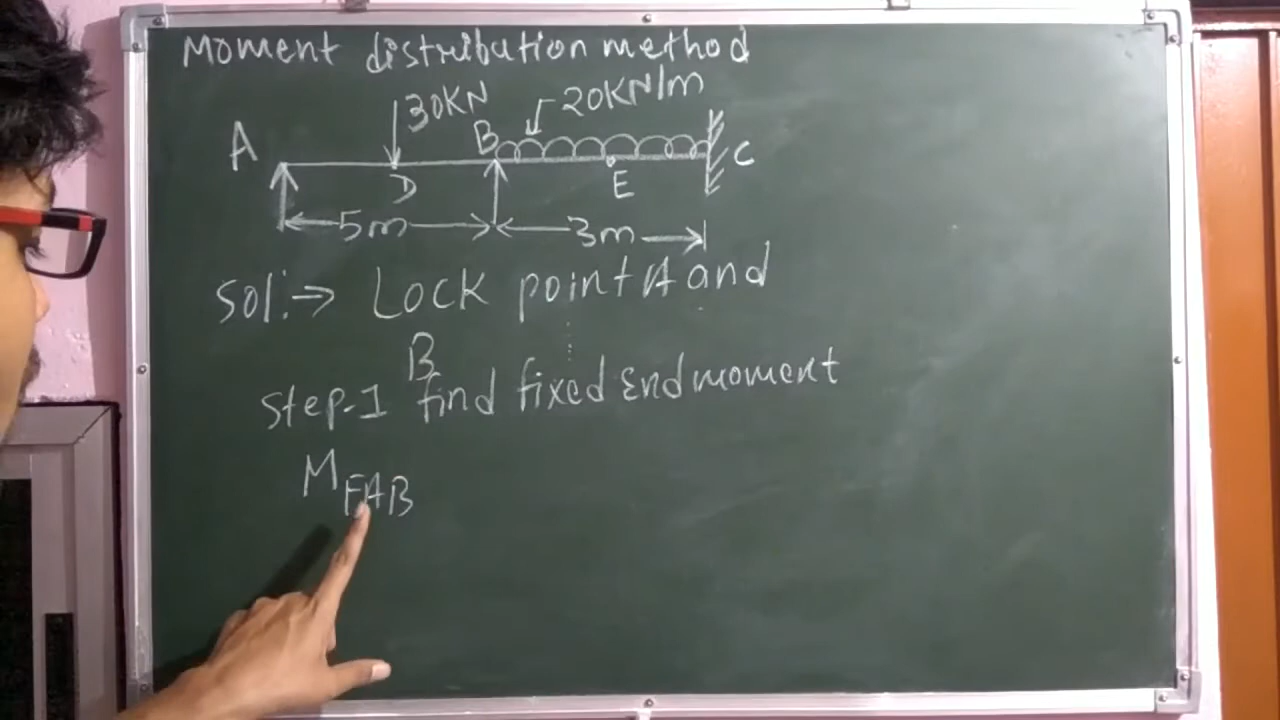 Moment distribution method
30KN
20KN/m
A
B
C
D
E
5m
3m
Sol:→ Lock point A and
B
Step-1 find fixed End moment
MFAB